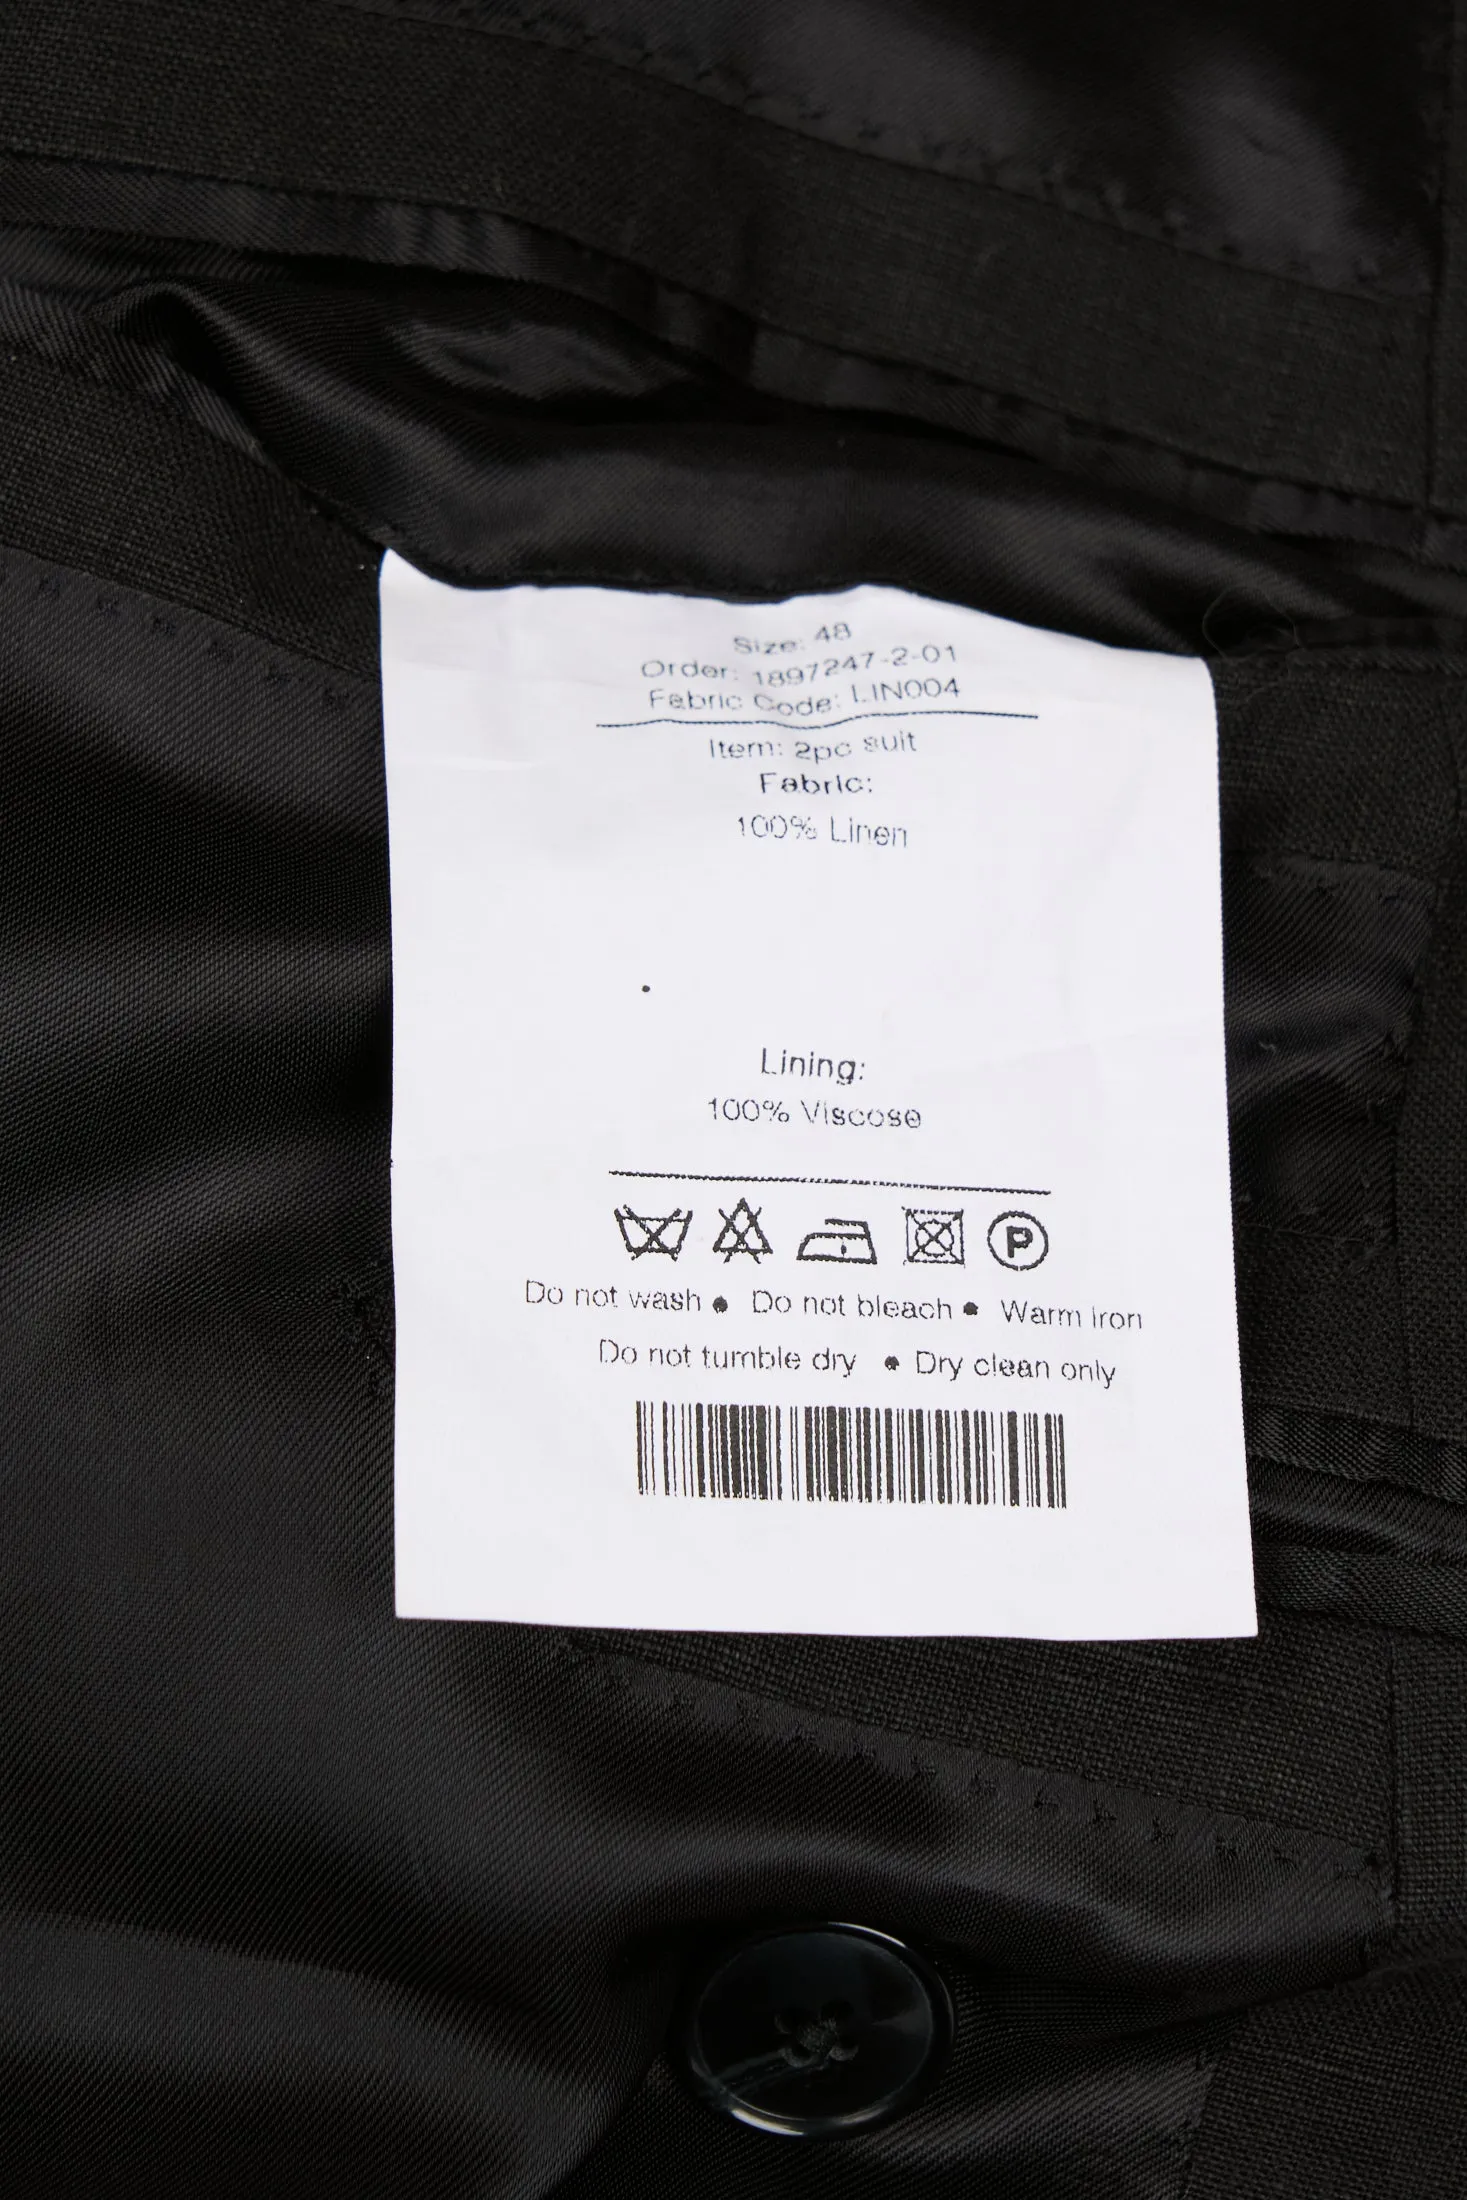 Size: 48
Order: 1897247-2-01
Fabric Code: LIN004
Item: 2pc suit
Fabric:
100% Linen
Lining:
100% Viscose
P
Do not wash • Do not bleach • Warm iron
Do not tumble dry • Dry clean only